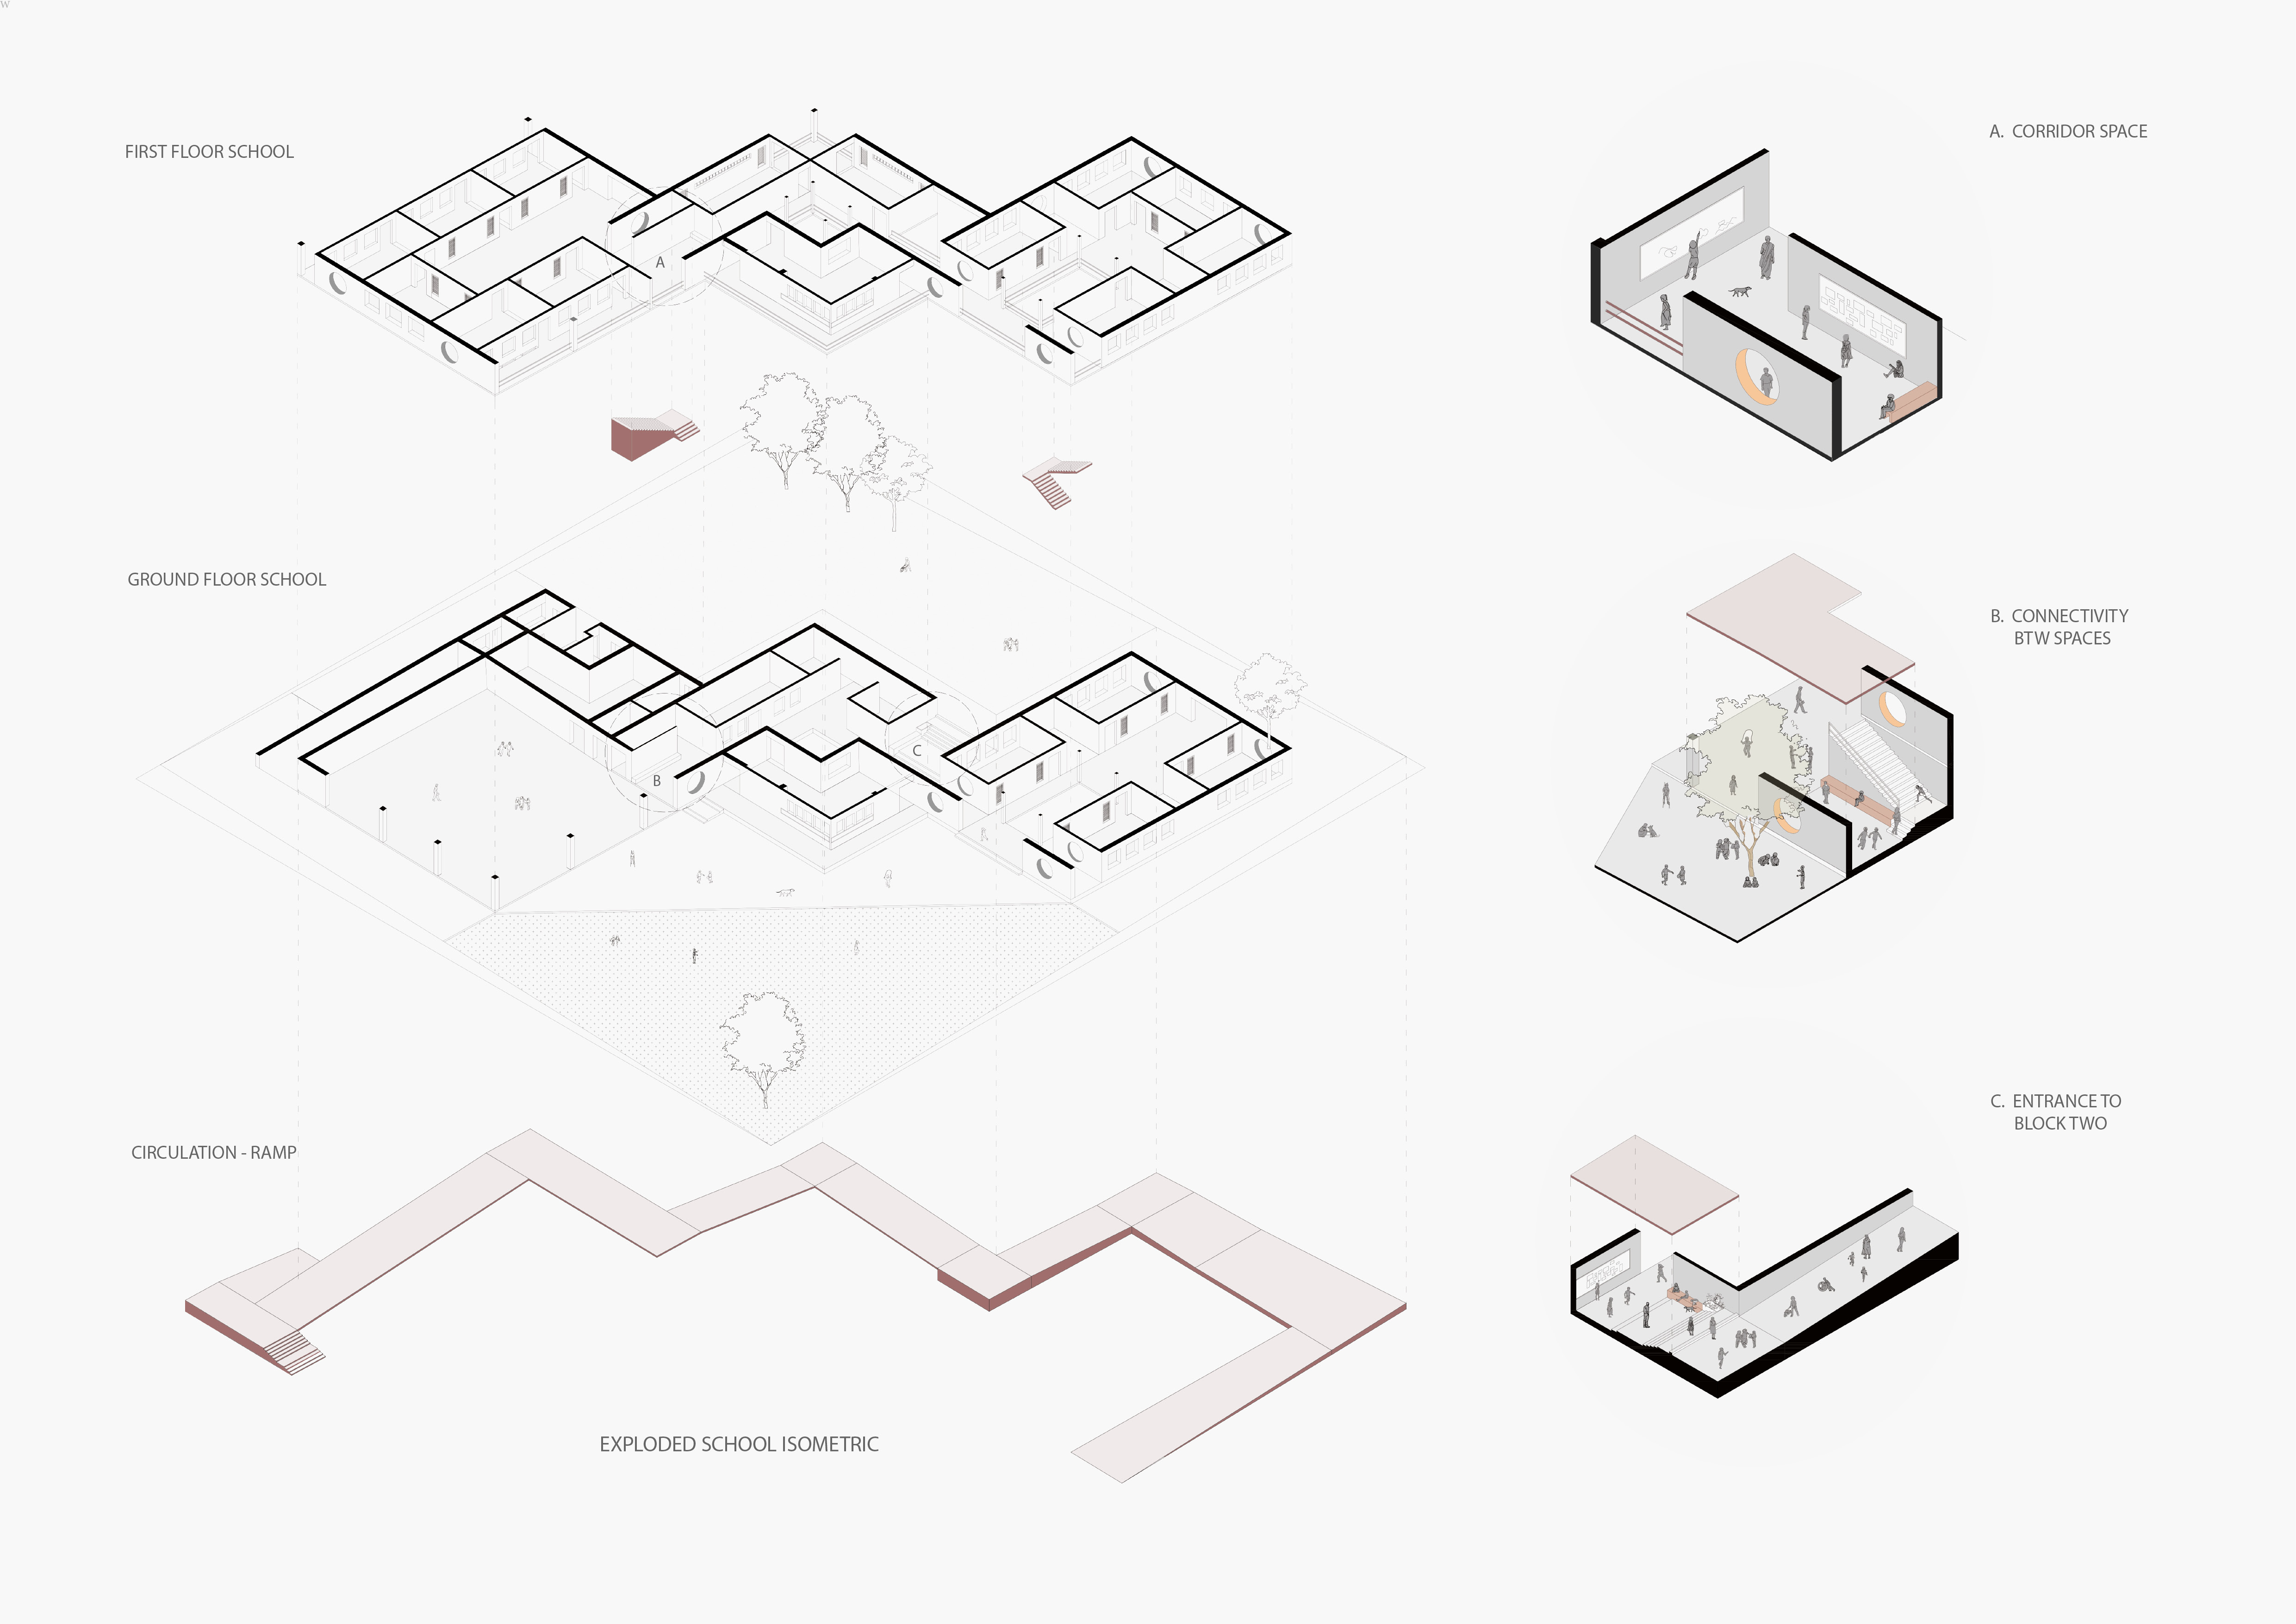 W
FIRST FLOOR SCHOOL
A
GROUND FLOOR SCHOOL
B
C
CIRCULATION - RAMP
EXPLODED SCHOOL ISOMETRIC
A. CORRIDOR SPACE
B. CONNECTIVITY
BTW SPACES
C. ENTRANCE TO
BLOCK TWO